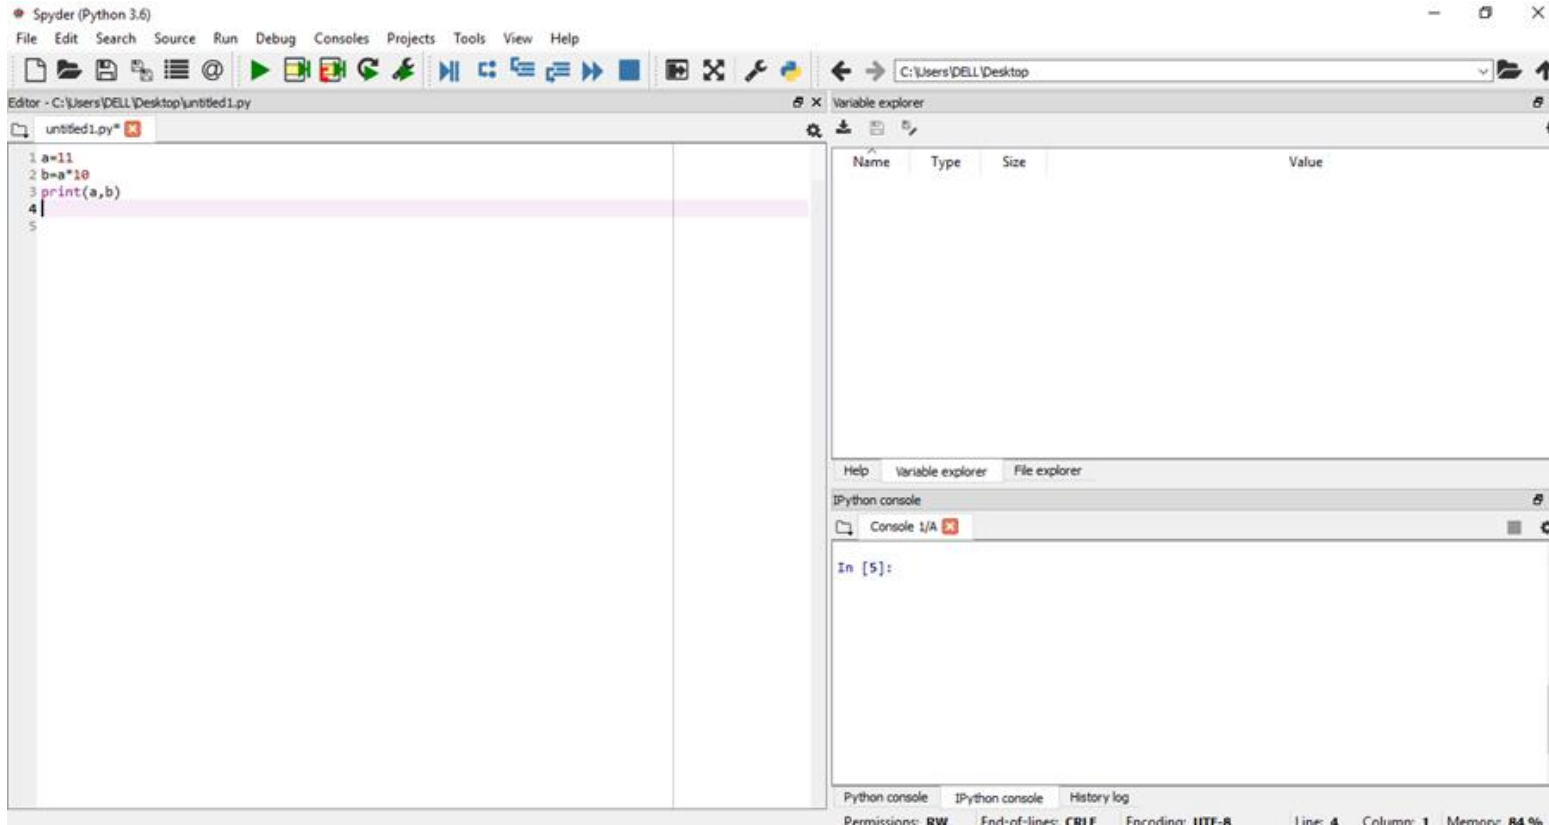 Spyder (Python 3.6)
File Edit Search Source Run Debug Consoles Projects Tools View Help
C:\Users\DELL\Desktop
Editor - C:\Users\DELL\Desktop\untitled1.py
Variable explorer
untitled1.py*
Name Type Size Value
1 a=11
2 b=a*10
3 print(a,b)
4
5
Help Variable explorer File explorer
IPython console
Console 1/A
In [5]:
Python console IPython console History log
Permissions: RW End-of-lines: CRLF Encoding: UTF-8 Line: 4 Column: 1 Memory: 84 %